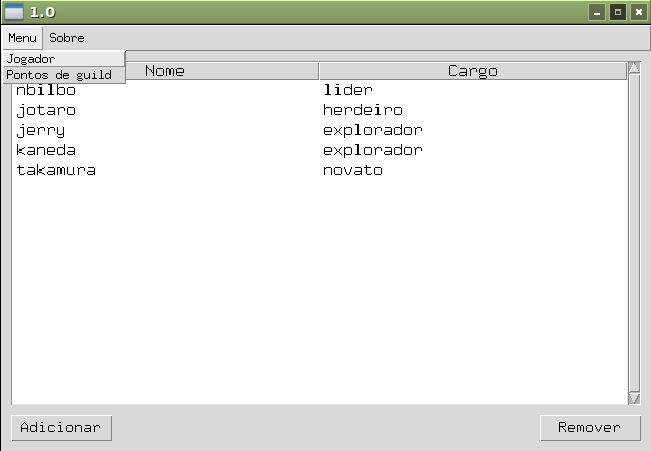 1.0
Menu Sobre
Jogador
Pontos de guild
Nome Cargo
nbilbo lider
jotaro herdeiro
jerry explorador
kaneda explorador
takamura novato
Adicionar Remover